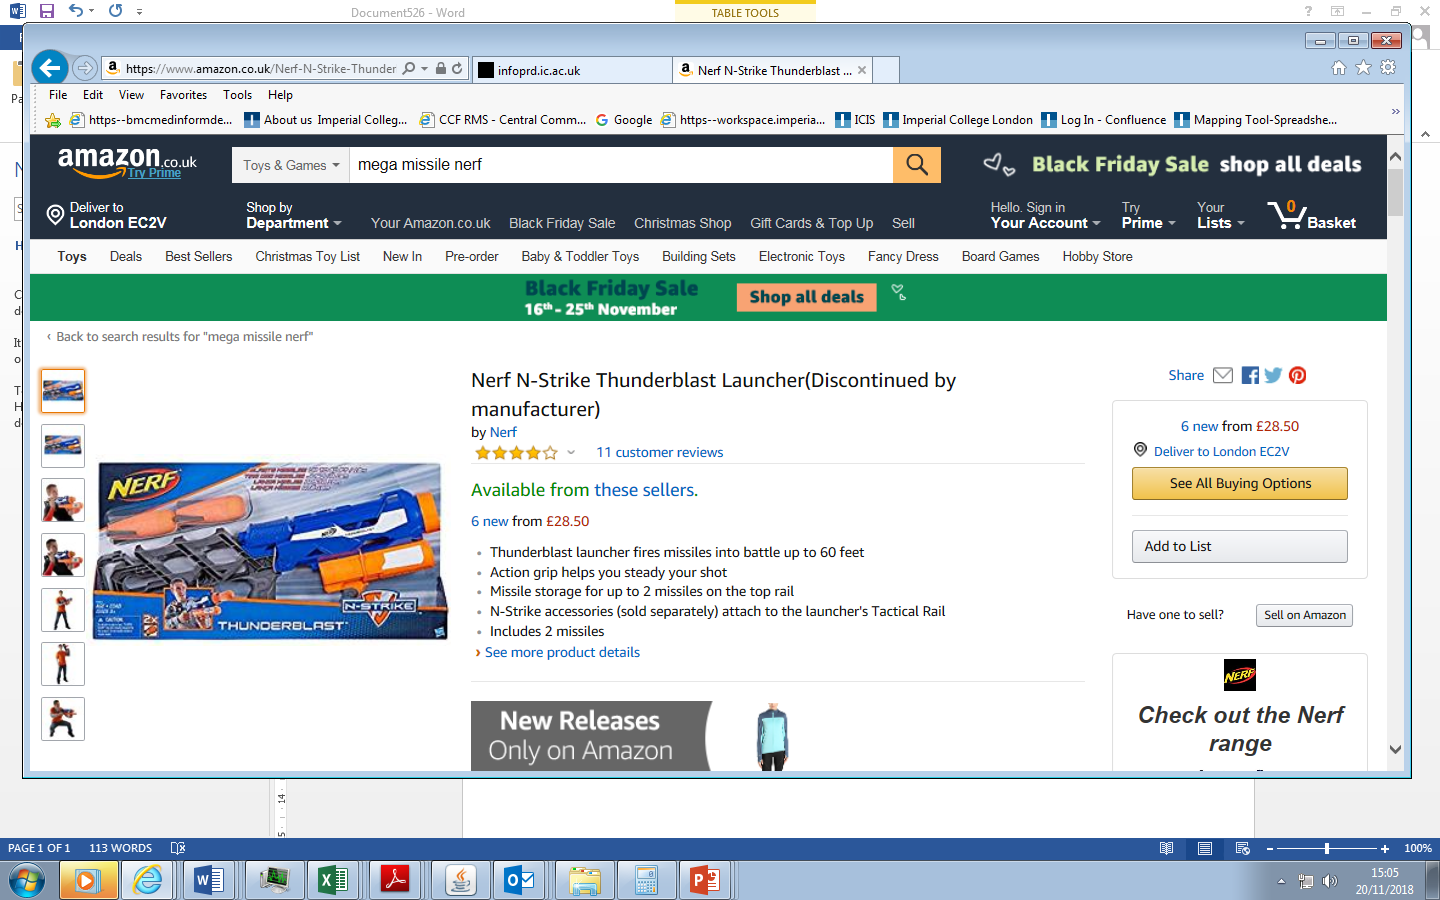 Document526 - Word
TABLE TOOLS
https://www.amazon.co.uk/Nerf-N-Strike-Thunder
infoprd.ic.ac.uk
Nerf N-Strike Thunderblast ...
File Edit View Favorites Tools Help
https--bmcmedinformde... About us Imperial Colleg... CCF RMS - Central Comm... Google https--workspace.imperia... ICIS Imperial College London Log In - Confluence Mapping Tool-Spreadshe...
amazon.co.uk
Try Prime
Toys & Games
mega missile nerf
Black Friday Sale shop all deals
Deliver to
London EC2V
Shop by
Department
Your Amazon.co.uk Black Friday Sale Christmas Shop Gift Cards & Top Up Sell
Hello. Sign in
Your Account
Try
Prime
Your
Lists
0
Basket
Toys Deals Best Sellers Christmas Toy List New In Pre-order Baby & Toddler Toys Building Sets Electronic Toys Fancy Dress Board Games Hobby Store
Black Friday Sale
16th - 25th November
Shop all deals
‹ Back to search results for "mega missile nerf"
NERF
N-STRIKE
THUNDERBLAST
2x
Nerf N-Strike Thunderblast Launcher(Discontinued by
manufacturer)
by Nerf
11 customer reviews
Available from these sellers.
6 new from £28.50
• Thunderblast launcher fires missiles into battle up to 60 feet
• Action grip helps you steady your shot
• Missile storage for up to 2 missiles on the top rail
• N-Strike accessories (sold separately) attach to the launcher's Tactical Rail
• Includes 2 missiles
› See more product details
New Releases
Only on Amazon
Share
6 new from £28.50
Deliver to London EC2V
See All Buying Options
Add to List
Have one to sell?
Sell on Amazon
NERF
Check out the Nerf
range
14
PAGE 1 OF 1 113 WORDS
100%
15:05
20/11/2018